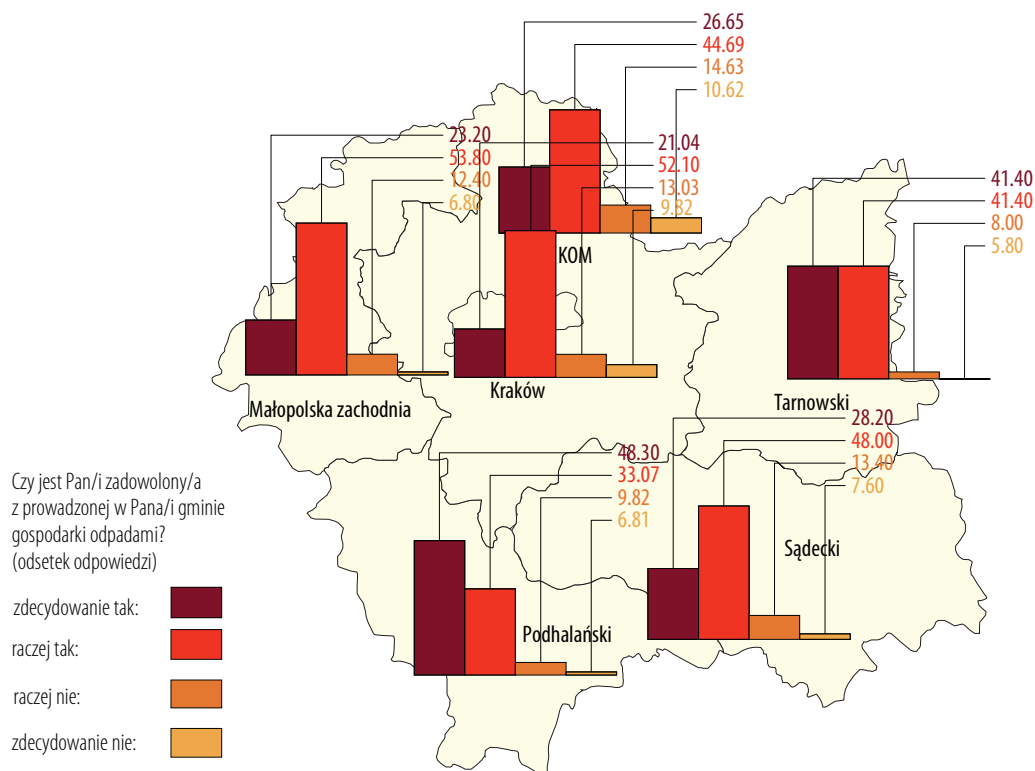 26.65
44.69
14.63
10.62
KOM
23.20
53.80
12.40
6.80
Małopolska zachodnia
21.04
52.10
13.03
9.82
Kraków
41.40
41.40
8.00
5.80
Tarnowski
48.30
33.07
9.82
6.81
Podhalański
28.20
48.00
13.40
7.60
Sądecki
Czy jest Pan/i zadowolony/a
z prowadzonej w Pana/i gminie
gospodarki odpadami?
(odsetek odpowiedzi)
zdecydowanie tak:
raczej tak:
raczej nie:
zdecydowanie nie: